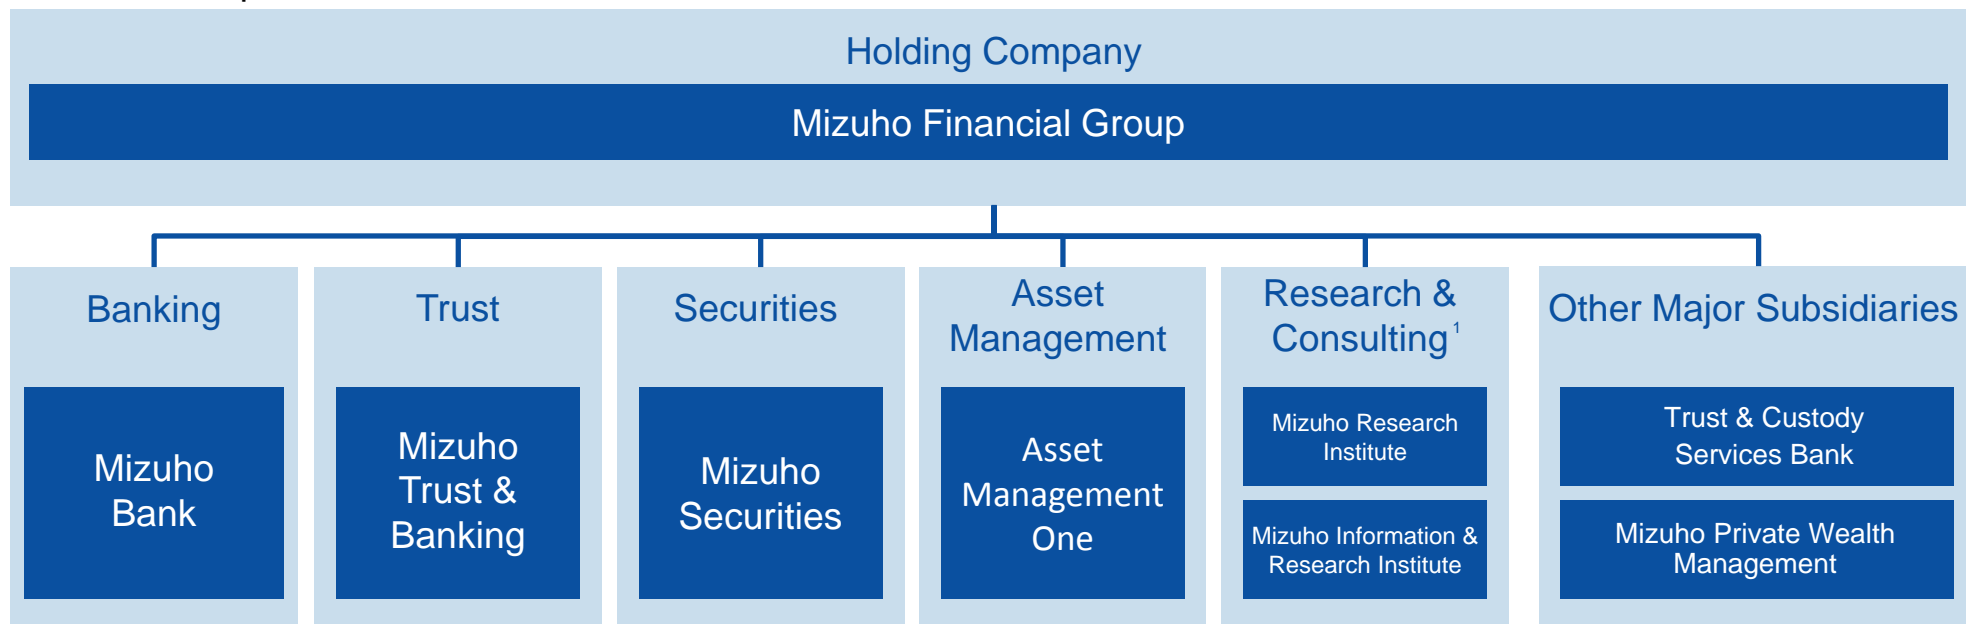 Holding Company
Mizuho Financial Group
Banking
Mizuho
Bank
Trust
Mizuho
Trust &
Banking
Securities
Mizuho
Securities
Asset
Management
Asset
Management
One
Research &
Consulting¹
Mizuho Research
Institute
Mizuho Information &
Research Institute
Other Major Subsidiaries
Trust & Custody
Services Bank
Mizuho Private Wealth
Management